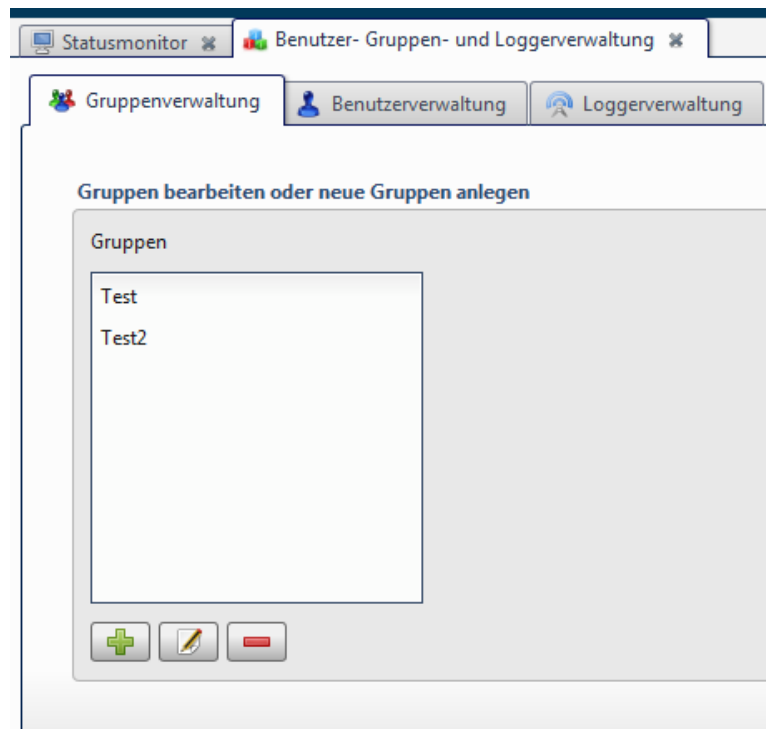 Statusmonitor
Benutzer- Gruppen- und Loggerverwaltung
Gruppenverwaltung
Benutzerverwaltung
Loggerverwaltung
Gruppen bearbeiten oder neue Gruppen anlegen
Gruppen
Test
Test2